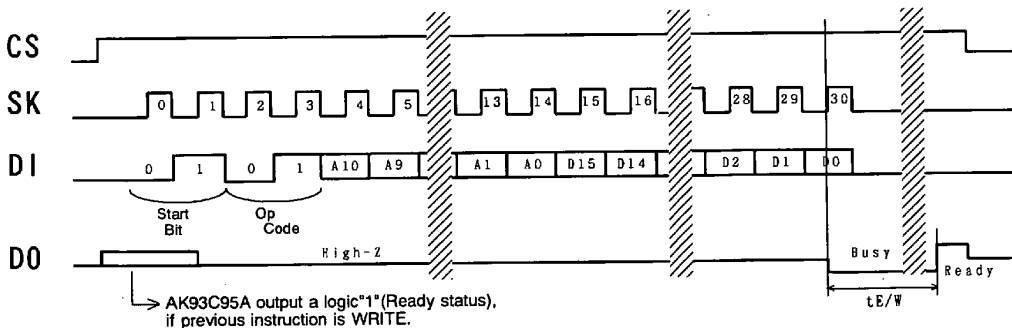 CS
SK
0 1 2 3 4 5 13 14 15 16 28 29 30
DI
0 1 0 1 A10 A9 A1 A0 D15 D14 D2 D1 D0
Start
Bit
Op
Code
DO
High-Z
Busy
Ready
tE/W
AK93C95A output a logic"1"(Ready status),
if previous instruction is WRITE.